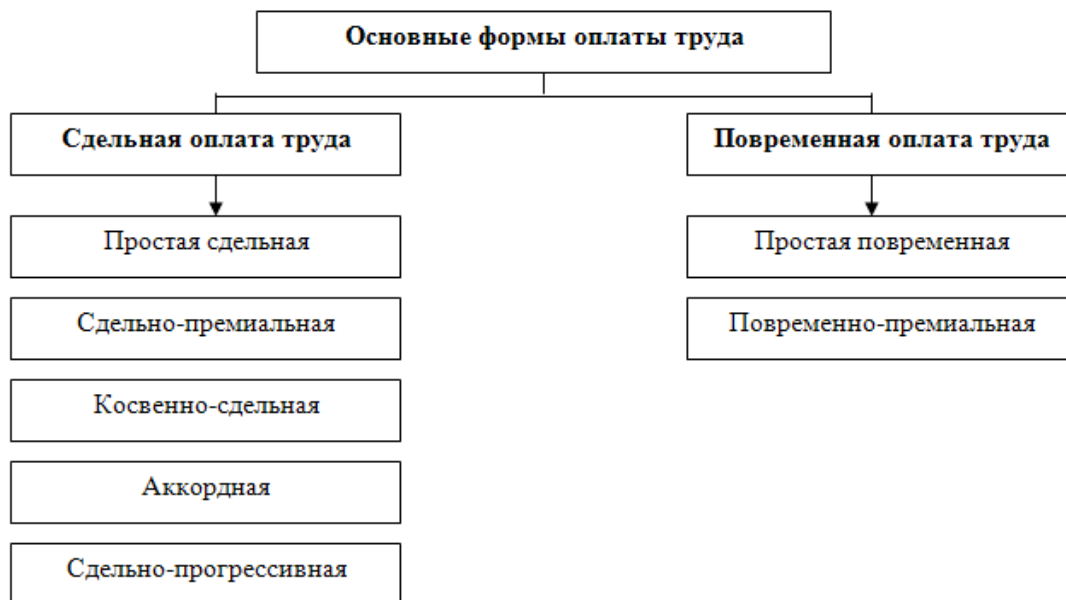 Основные формы оплаты труда
Сдельная оплата труда
Повременная оплата труда
Простая сдельная
Простая повременная
Сдельно-премиальная
Повременно-премиальная
Косвенно-сдельная
Аккордная
Сдельно-прогрессивная